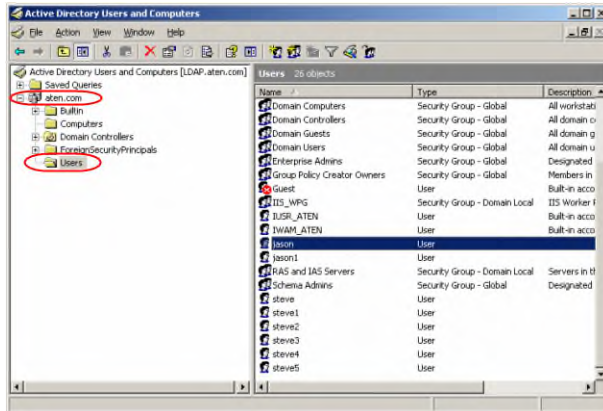 Active Directory Users and Computers
File Action View Window Help
Active Directory Users and Computers [LDAP.aten.com]
Saved Queries
aten.com
Builtin
Computers
Domain Controllers
ForeignSecurityPrincipals
Users
Users 26 objects
Name Type Description
Domain Computers Security Group - Global All workstati
Domain Controllers Security Group - Global All domain c
Domain Guests Security Group - Global All domain g
Domain Users Security Group - Global All domain u
Enterprise Admins Security Group - Global Designated
Group Policy Creator Owners Security Group - Global Members in
Guest User Built-in acco
IIS_WPG Security Group - Domain Local IIS Worker
IUSR_ATEN User Built-in acco
IWAM_ATEN User Built-in acco
jason User
jason1 User
RAS and IAS Servers Security Group - Domain Local Servers in th
Schema Admins Security Group - Global Designated
steve User
steve1 User
steve2 User
steve3 User
steve4 User
steve5 User